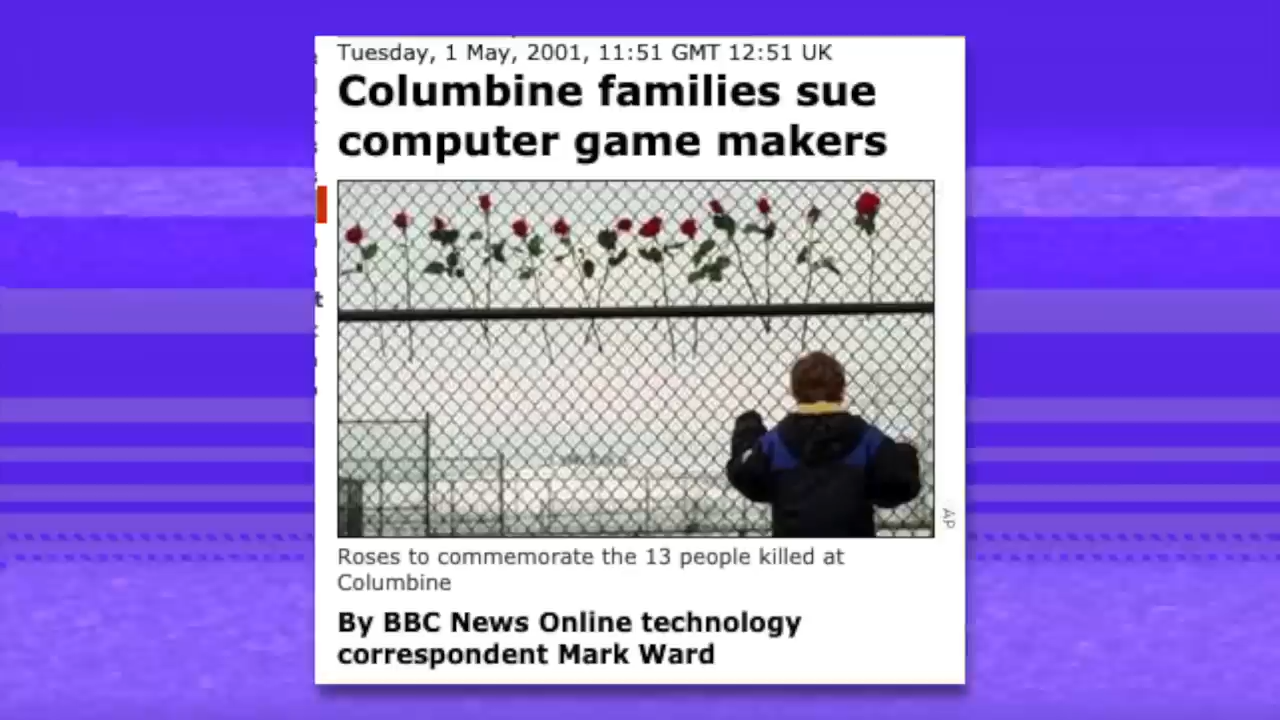 Tuesday, 1 May, 2001, 11:51 GMT 12:51 UK
Columbine families sue
computer game makers
AP
Roses to commemorate the 13 people killed at
Columbine
By BBC News Online technology
correspondent Mark Ward